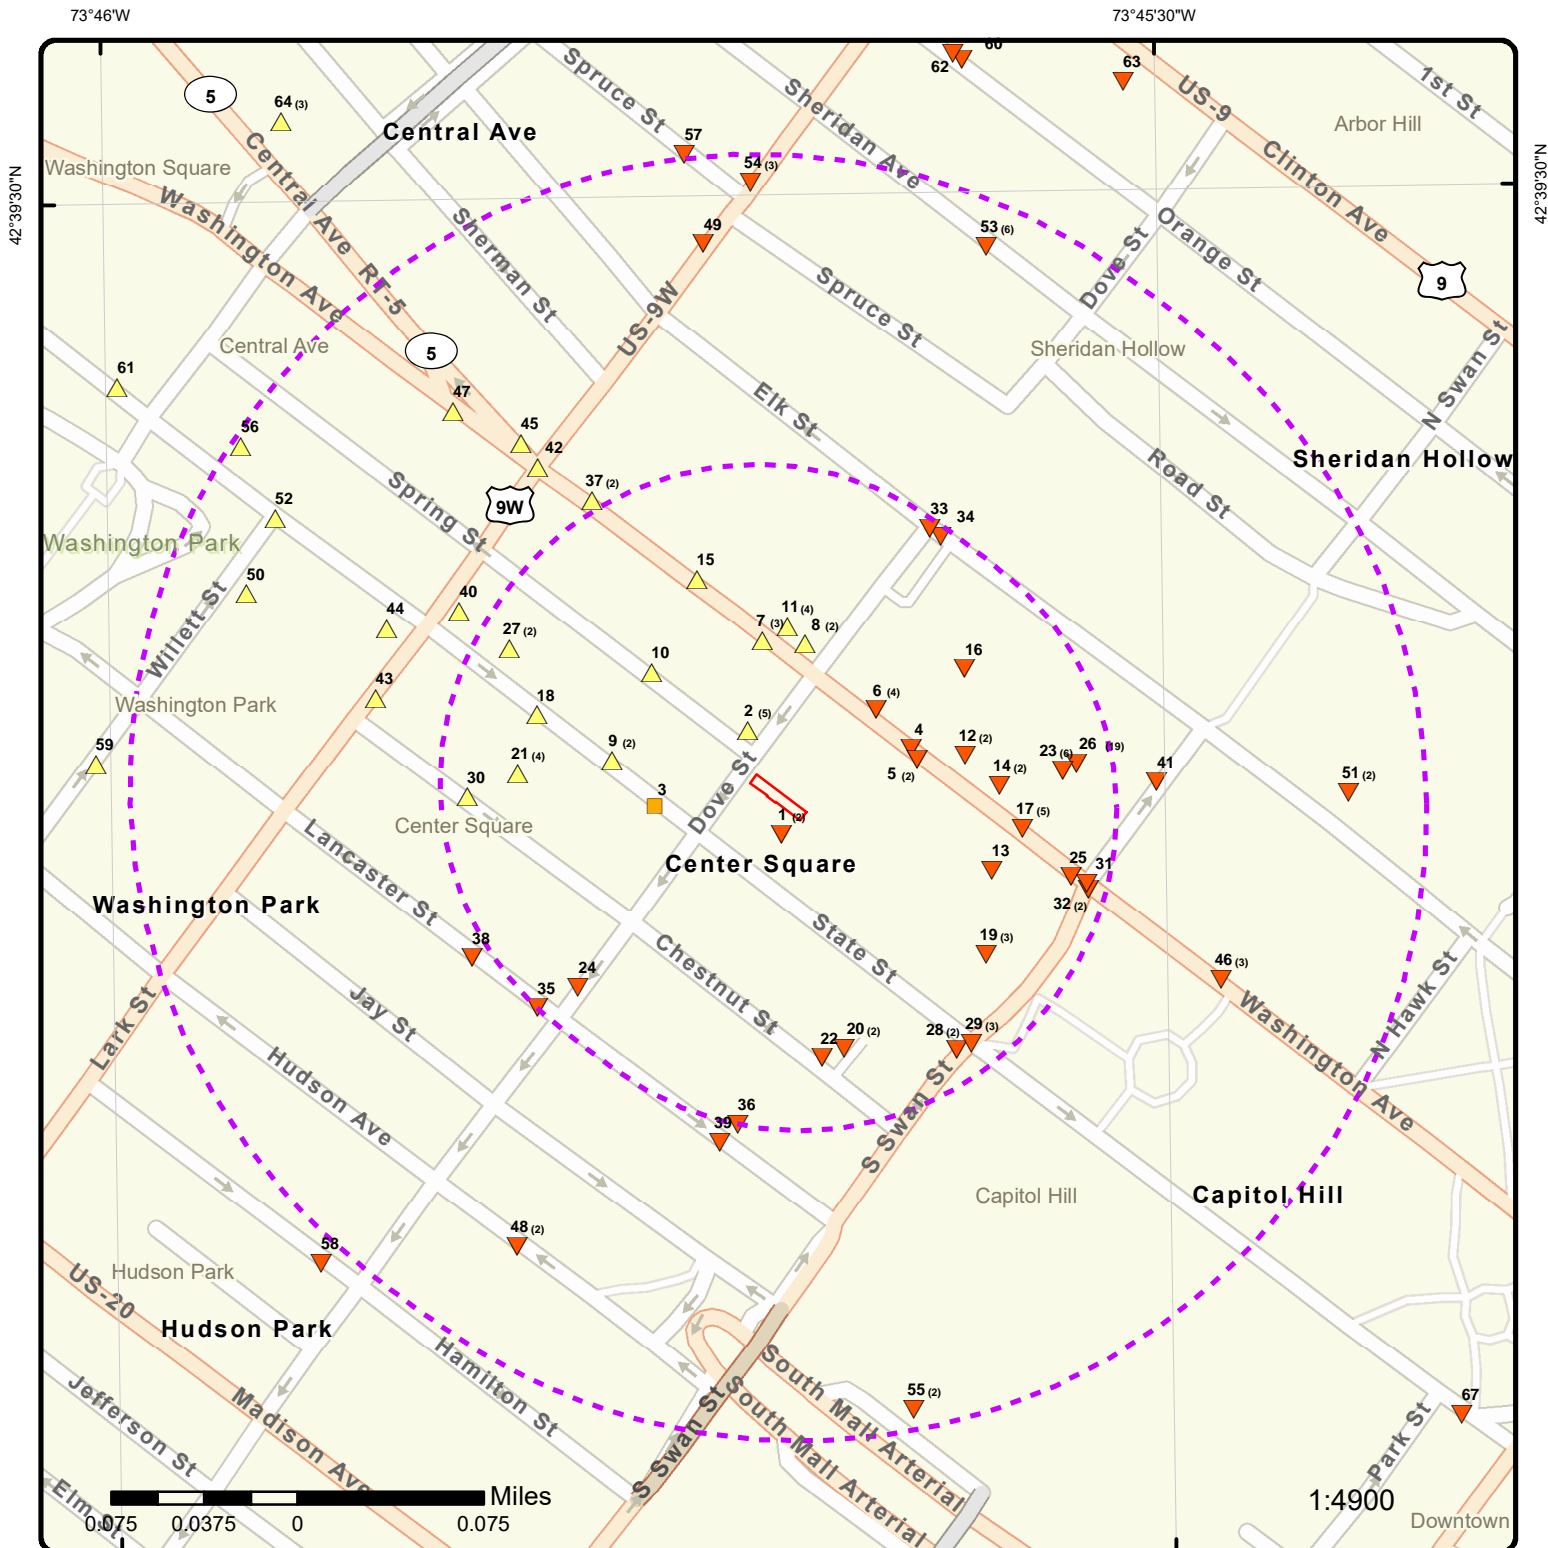 73°46'W
73°45'30"W
42°39'30"N
42°39'30"N
60
62
63
1st St
US-9
Spruce St
Sheridan Ave
5
64 (3)
Central Ave
Arbor Hill
57
54 (3)
Clinton Ave
Washington Square
Central Ave
Washington Ave
Sherman St
49
53 (6)
Orange St
Dove St
RT-5
9
Spruce St
US-9W
Central Ave
5
Sheridan Hollow
N Swan St
61
47
Elk St
45
56
42
Sheridan Hollow
Road St
37 (2)
Spring St
9W
52
33
34
Washington Park
15
50
Willett St
40
44
11 (4)
7 (3)
8 (2)
27 (2)
10
16
43
6 (4)
Washington Park
18
2 (5)
4
12 (2)
59
9 (2)
23 (6)
26 (19)
21 (4)
5 (2)
14 (2)
41
51 (2)
30
3
Dove St
1 (2)
17 (5)
Center Square
Lancaster St
Center Square
13
25
31
Washington Park
32 (2)
38
State St
19 (3)
Chestnut St
24
46 (3)
35
Jay St
Lark St
N Hawk St
Washington Ave
22
20 (2)
28 (2)
29 (3)
Hudson Ave
S Swan St
36
39
Capitol Hill
Capitol Hill
48 (2)
58
Hudson Park
US-20
Hudson Park
Hamilton St
South Mall Arterial
Jefferson St
Madison Ave
S Swan St
South Mall Arterial
55 (2)
67
Park St
Elm St
Miles
0.075
0.0375
0
0.075
1:4900
Downtown